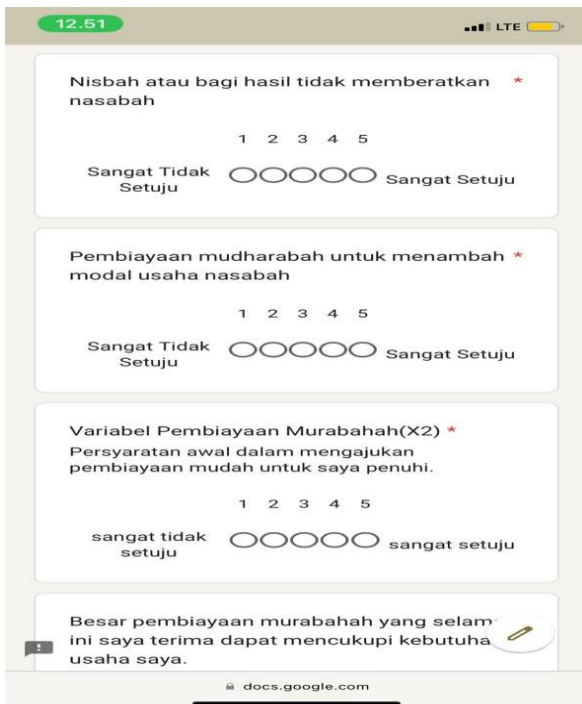 12.51
LTE
Nisbah atau bagi hasil tidak memberatkan *
nasabah
1 2 3 4 5
Sangat Tidak
Setuju
Sangat Setuju
Pembiayaan mudharabah untuk menambah *
modal usaha nasabah
1 2 3 4 5
Sangat Tidak
Setuju
Sangat Setuju
Variabel Pembiayaan Murabahah(X2) *
Persyaratan awal dalam mengajukan
pembiayaan mudah untuk saya penuhi.
1 2 3 4 5
sangat tidak
setuju
sangat setuju
Besar pembiayaan murabahah yang selam
ini saya terima dapat mencukupi kebutuha
usaha saya.
docs.google.com